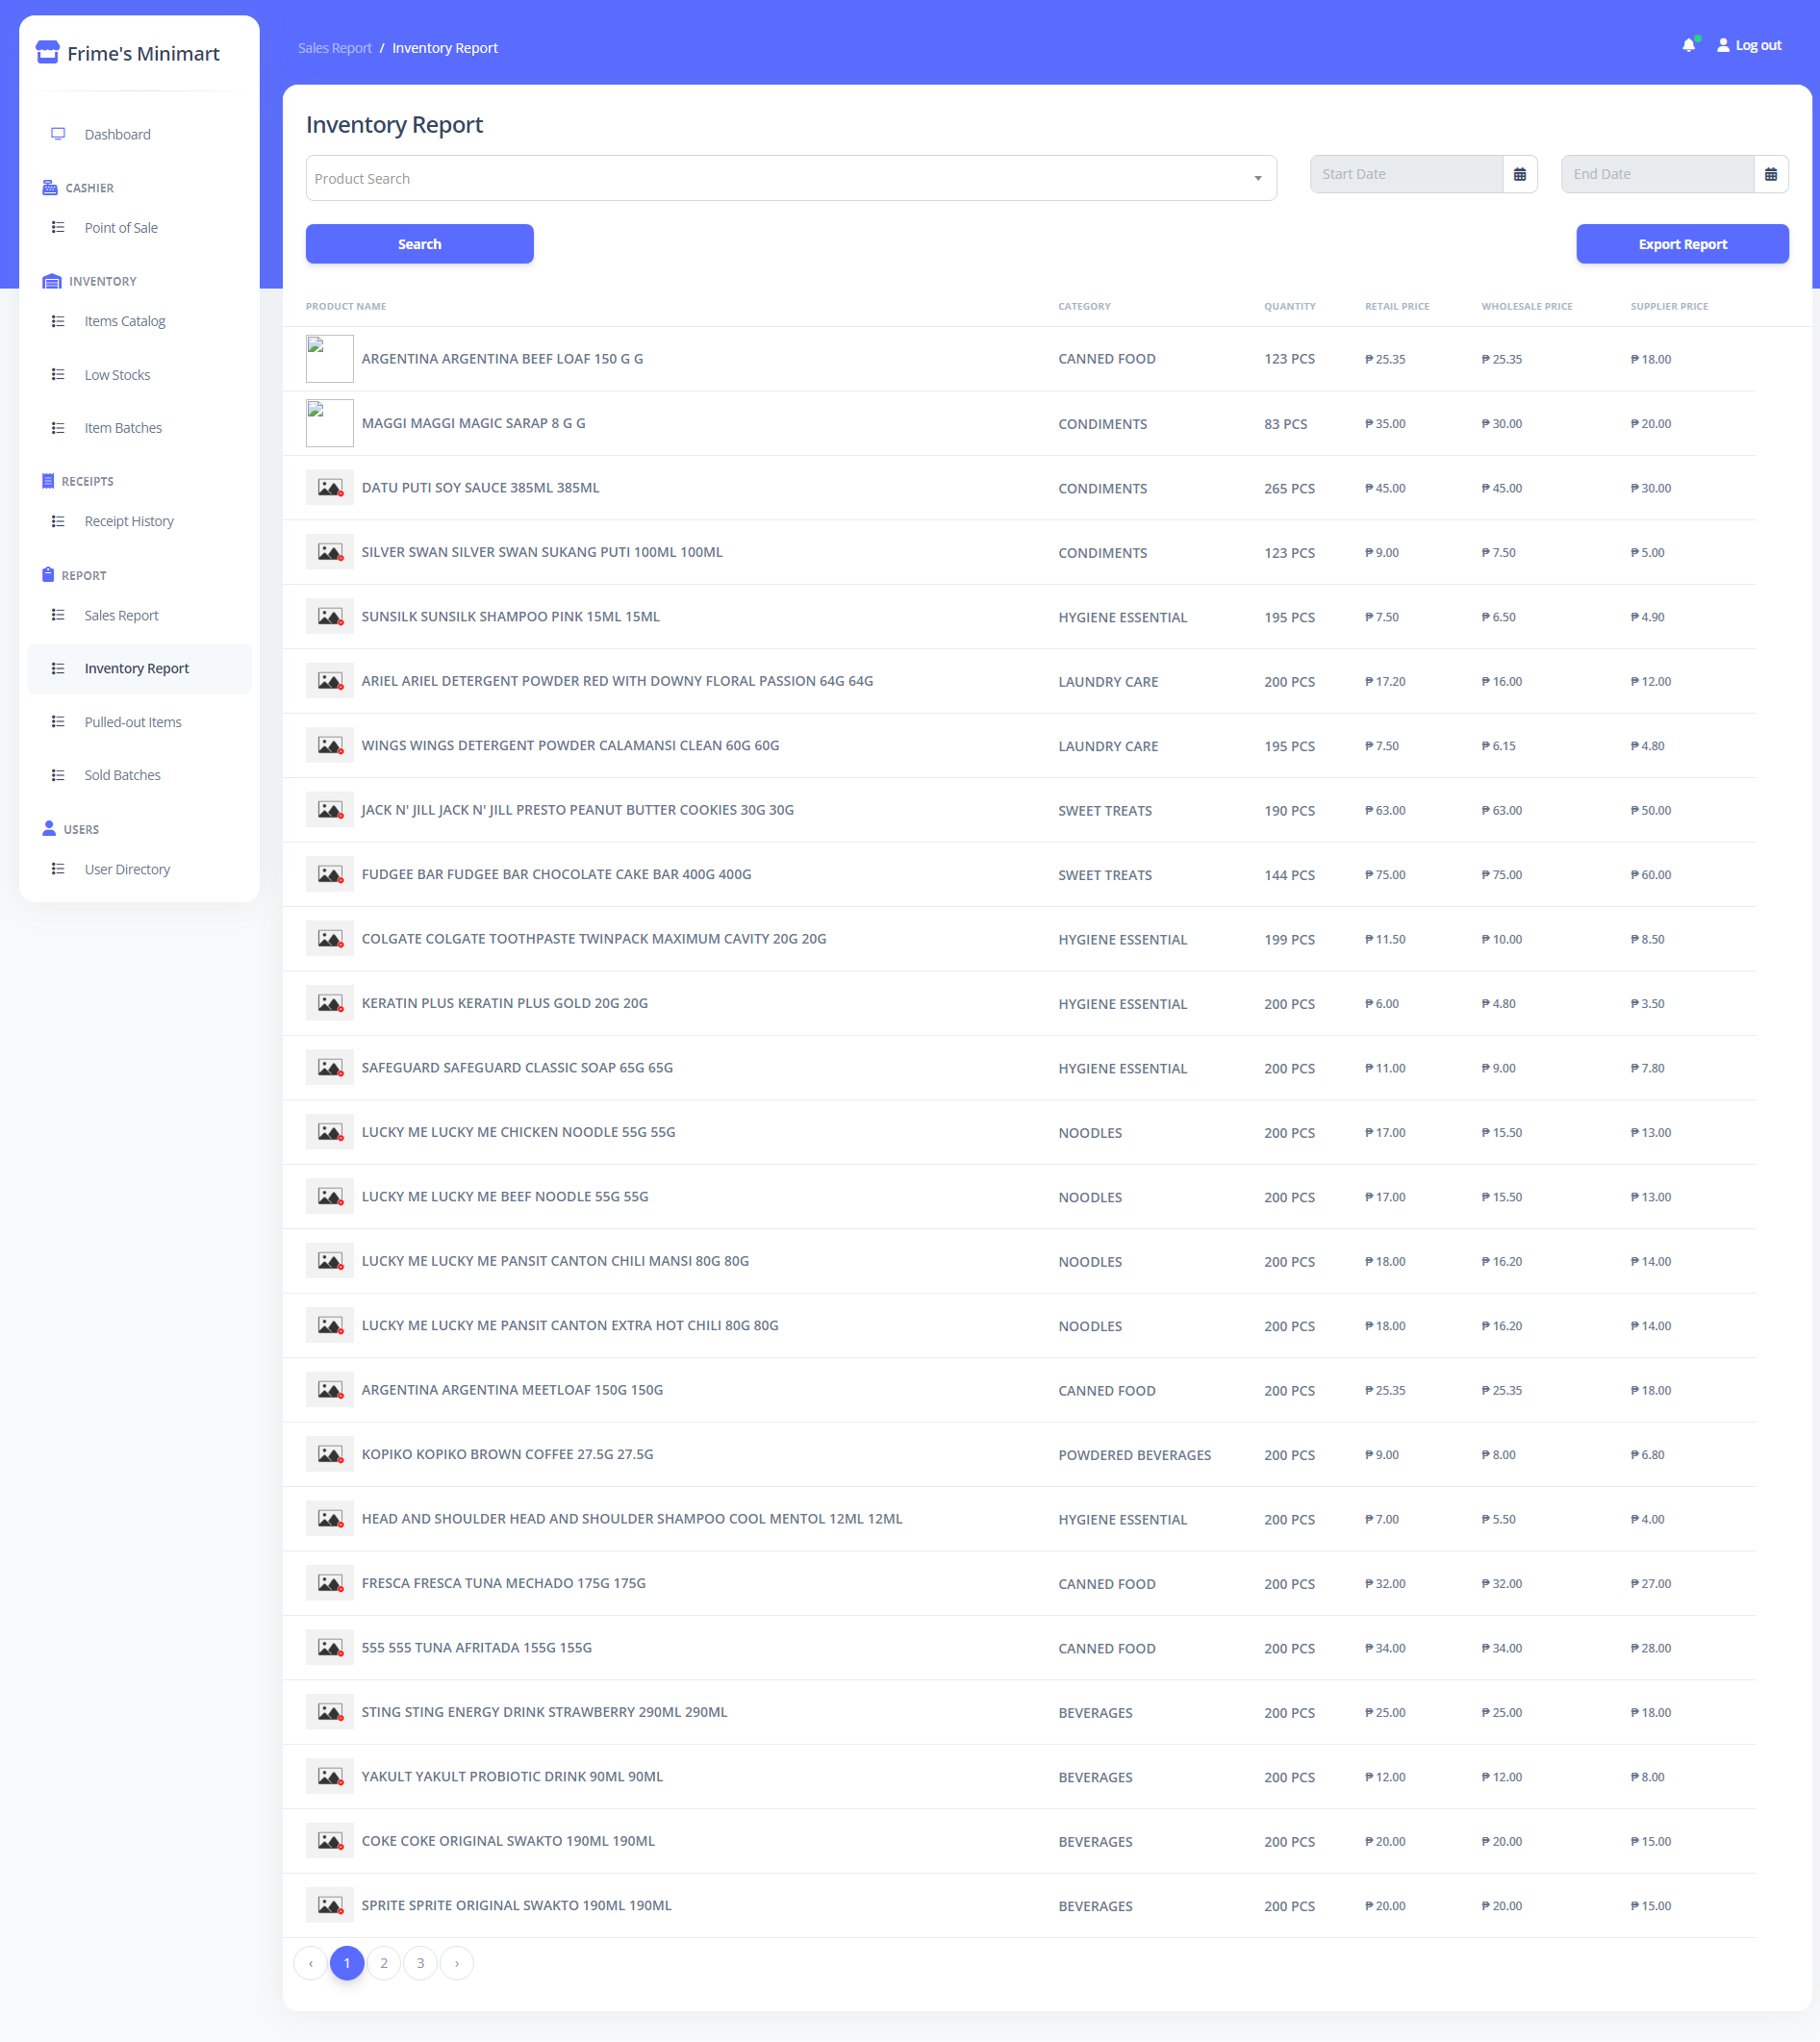 Frime's Minimart
Dashboard
CASHIER
Point of Sale
INVENTORY
Items Catalog
Low Stocks
Item Batches
RECEIPTS
Receipt History
REPORT
Sales Report
Inventory Report
Pulled-out Items
Sold Batches
USERS
User Directory
Sales Report / Inventory Report
Log out
Inventory Report
Product Search
Start Date
End Date
Search
Export Report
PRODUCT NAME CATEGORY QUANTITY RETAIL PRICE WHOLESALE PRICE SUPPLIER PRICE
ARGENTINA ARGENTINA BEEF LOAF 150 G G CANNED FOOD 123 PCS ₱ 25.35 ₱ 25.35 ₱ 18.00
MAGGI MAGGI MAGIC SARAP 8 G G CONDIMENTS 83 PCS ₱ 35.00 ₱ 30.00 ₱ 20.00
DATU PUTI SOY SAUCE 385ML 385ML CONDIMENTS 265 PCS ₱ 45.00 ₱ 45.00 ₱ 30.00
SILVER SWAN SILVER SWAN SUKANG PUTI 100ML 100ML CONDIMENTS 123 PCS ₱ 9.00 ₱ 7.50 ₱ 5.00
SUNSILK SUNSILK SHAMPOO PINK 15ML 15ML HYGIENE ESSENTIAL 195 PCS ₱ 7.50 ₱ 6.50 ₱ 4.90
ARIEL ARIEL DETERGENT POWDER RED WITH DOWNY FLORAL PASSION 64G 64G LAUNDRY CARE 200 PCS ₱ 17.20 ₱ 16.00 ₱ 12.00
WINGS WINGS DETERGENT POWDER CALAMANSI CLEAN 60G 60G LAUNDRY CARE 195 PCS ₱ 7.50 ₱ 6.15 ₱ 4.80
JACK N' JILL JACK N' JILL PRESTO PEANUT BUTTER COOKIES 30G 30G SWEET TREATS 190 PCS ₱ 63.00 ₱ 63.00 ₱ 50.00
FUDGEE BAR FUDGEE BAR CHOCOLATE CAKE BAR 400G 400G SWEET TREATS 144 PCS ₱ 75.00 ₱ 75.00 ₱ 60.00
COLGATE COLGATE TOOTHPASTE TWINPACK MAXIMUM CAVITY 20G 20G HYGIENE ESSENTIAL 199 PCS ₱ 11.50 ₱ 10.00 ₱ 8.50
KERATIN PLUS KERATIN PLUS GOLD 20G 20G HYGIENE ESSENTIAL 200 PCS ₱ 6.00 ₱ 4.80 ₱ 3.50
SAFEGUARD SAFEGUARD CLASSIC SOAP 65G 65G HYGIENE ESSENTIAL 200 PCS ₱ 11.00 ₱ 9.00 ₱ 7.80
LUCKY ME LUCKY ME CHICKEN NOODLE 55G 55G NOODLES 200 PCS ₱ 17.00 ₱ 15.50 ₱ 13.00
LUCKY ME LUCKY ME BEEF NOODLE 55G 55G NOODLES 200 PCS ₱ 17.00 ₱ 15.50 ₱ 13.00
LUCKY ME LUCKY ME PANSIT CANTON CHILI MANSI 80G 80G NOODLES 200 PCS ₱ 18.00 ₱ 16.20 ₱ 14.00
LUCKY ME LUCKY ME PANSIT CANTON EXTRA HOT CHILI 80G 80G NOODLES 200 PCS ₱ 18.00 ₱ 16.20 ₱ 14.00
ARGENTINA ARGENTINA MEETLOAF 150G 150G CANNED FOOD 200 PCS ₱ 25.35 ₱ 25.35 ₱ 18.00
KOPIKO KOPIKO BROWN COFFEE 27.5G 27.5G POWDERED BEVERAGES 200 PCS ₱ 9.00 ₱ 8.00 ₱ 6.80
HEAD AND SHOULDER HEAD AND SHOULDER SHAMPOO COOL MENTOL 12ML 12ML HYGIENE ESSENTIAL 200 PCS ₱ 7.00 ₱ 5.50 ₱ 4.00
FRESCA FRESCA TUNA MECHADO 175G 175G CANNED FOOD 200 PCS ₱ 32.00 ₱ 32.00 ₱ 27.00
555 555 TUNA AFRITADA 155G 155G CANNED FOOD 200 PCS ₱ 34.00 ₱ 34.00 ₱ 28.00
STING STING ENERGY DRINK STRAWBERRY 290ML 290ML BEVERAGES 200 PCS ₱ 25.00 ₱ 25.00 ₱ 18.00
YAKULT YAKULT PROBIOTIC DRINK 90ML 90ML BEVERAGES 200 PCS ₱ 12.00 ₱ 12.00 ₱ 8.00
COKE COKE ORIGINAL SWAKTO 190ML 190ML BEVERAGES 200 PCS ₱ 20.00 ₱ 20.00 ₱ 15.00
SPRITE SPRITE ORIGINAL SWAKTO 190ML 190ML BEVERAGES 200 PCS ₱ 20.00 ₱ 20.00 ₱ 15.00
‹ 1 2 3 ›